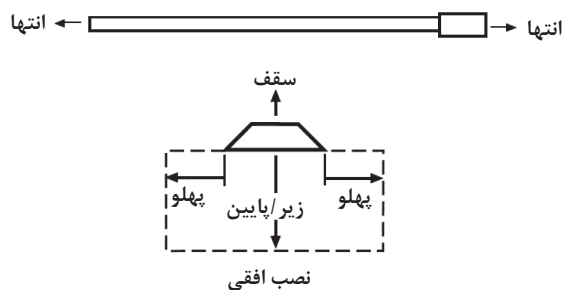 انتها
انتها
سقف
پهلو
زیر/پایین
پهلو
نصب افقی